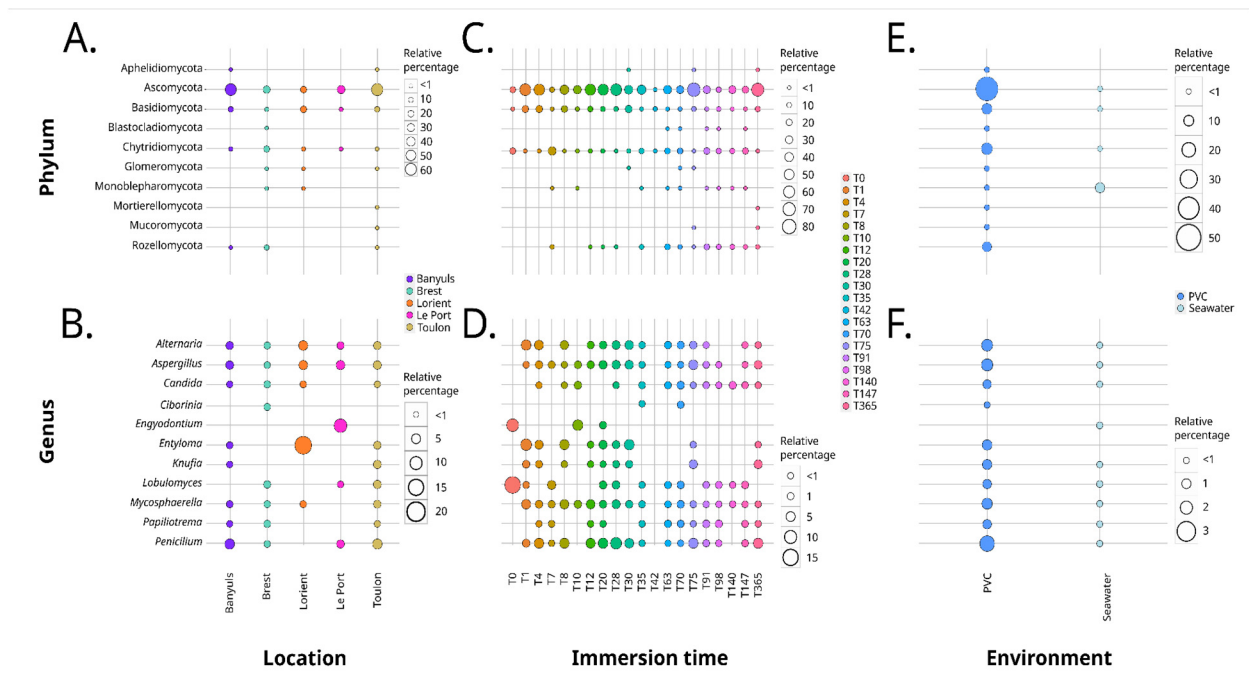 A.
Phylum
Aphelidiomycota
Ascomycota
Basidiomycota
Blastocladiomycota
Chytridiomycota
Glomeromycota
Monoblepharomycota
Mortierellomycota
Mucoromycota
Rozellomycota
Relative
percentage
<1
10
20
30
40
50
60
C.
Relative
percentage
<1
10
20
30
40
50
60
70
80
E.
Relative
percentage
<1
10
20
30
40
50
Banyuls
Brest
Lorient
Le Port
Toulon
T0
T1
T4
T7
T8
T10
T12
T20
T28
T30
T35
T42
T63
T70
T75
T91
T98
T140
T147
T365
PVC
Seawater
B.
Genus
Alternaria
Aspergillus
Candida
Ciborinia
Engyodontium
Entyloma
Knufia
Lobulomyces
Mycosphaerella
Papiliotrema
Penicilium
Relative
percentage
<1
5
10
15
20
Banyuls
Brest
Lorient
Le Port
Toulon
Location
D.
Relative
percentage
<1
1
5
10
15
T0
T1
T4
T7
T8
T10
T12
T20
T28
T30
T35
T42
T63
T70
T75
T91
T98
T140
T147
T365
Immersion time
F.
Relative
percentage
<1
1
2
3
PVC
Seawater
Environment